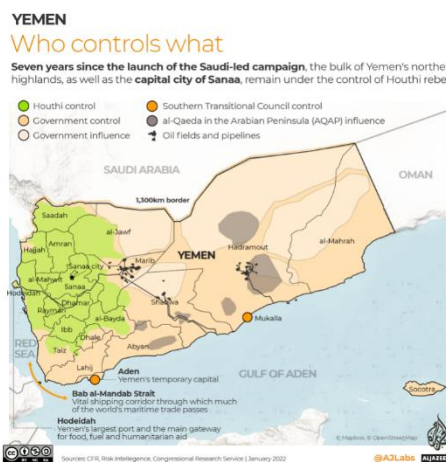 YEMEN
Who controls what
Seven years since the launch of the Saudi-led campaign, the bulk of Yemen's northe
highlands, as well as the capital city of Sanaa, remain under the control of Houthi rebe
Houthi control
Southern Transitional Council control
Government control
al-Qaeda in the Arabian Peninsula (AQAP) influence
Government influence
Oil fields and pipelines
SAUDI ARABIA
OMAN
1,300km border
Saadah
al-Jawf
Amran
Hajjah
YEMEN
Hadramout
al-Mahrah
Sanaa city
Marib
al-Mahwit
Sanaa
Hodeidah
Dhamar
Raymah
Shabwa
al-Bayda
Mukalla
Ibb
Dhale
Abyan
Taiz
RED
SEA
Lahij
GULF OF ADEN
Aden
Yemen's temporary capital
Socotra
Bab al-Mandab Strait
Vital shipping corridor through which much
of the world's maritime trade passes
Hodeidah
Yemen's largest port and the main gateway
for food, fuel and humanitarian aid
© Mapbox, © OpenStreetMap
Sources: CFR, Risk Intelligence, Congressional Research Service | January 2022
@AJLabs